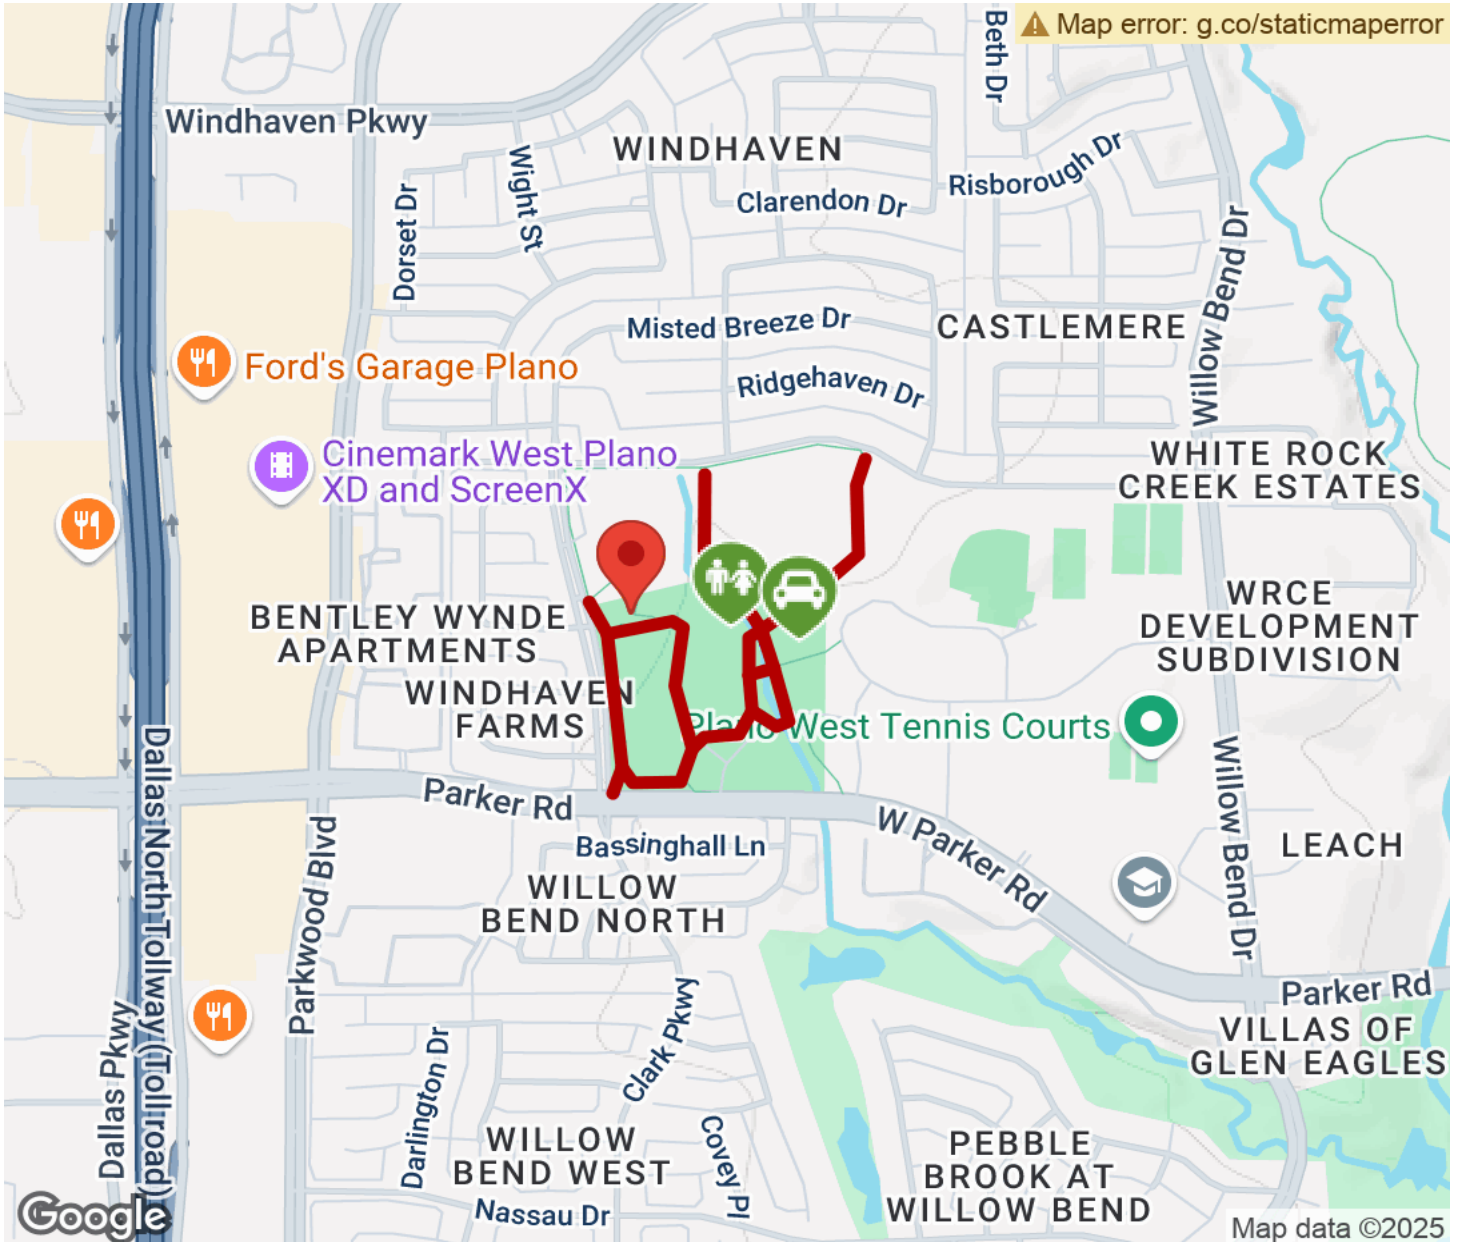 Map error: g.co/staticmaperror
Beth Dr
Windhaven Pkwy
WINDHAVEN
Wight St
Risborough Dr
Dorset Dr
Clarendon Dr
Willow Bend Dr
Misted Breeze Dr
CASTLEMERE
Ford's Garage Plano
Ridgehaven Dr
Cinemark West Plano
XD and ScreenX
WHITE ROCK
CREEK ESTATES
BENTLEY WYNDE
APARTMENTS
WRCE
DEVELOPMENT
SUBDIVISION
WINDHAVEN
FARMS
Plano West Tennis Courts
Dallas North Tollway (Toll road)
Willow Bend Dr
Parker Rd
W Parker Rd
Bassinghall Ln
LEACH
Parkwood Blvd
WILLOW
BEND NORTH
Parker Rd
Clark Pkwy
VILLAS OF
GLEN EAGLES
Dallas Pkwy
Darlington Dr
WILLOW
BEND WEST
Covey Pl
PEBBLE
BROOK AT
WILLOW BEND
Nassau Dr
Google
Map data ©2025